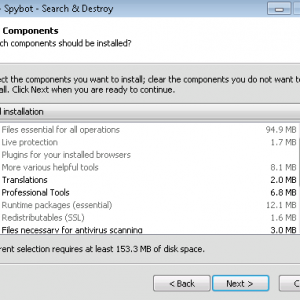 Spybot - Search & Destroy
Components
components should be installed?
the components you want to install; clear the components you do not want to
Click Next when you are ready to continue.
installation
Files essential for all operations 94.9 MB
Live protection 1.7 MB
Plugins for your installed browsers
More various helpful tools 8.1 MB
Translations 2.0 MB
Professional Tools 6.8 MB
Runtime packages (essential) 12.1 MB
Redistributables (SSL) 1.6 MB
Files necessary for antivirus scanning 3.0 MB
selection requires at least 153.3 MB of disk space.
< Back
Next >